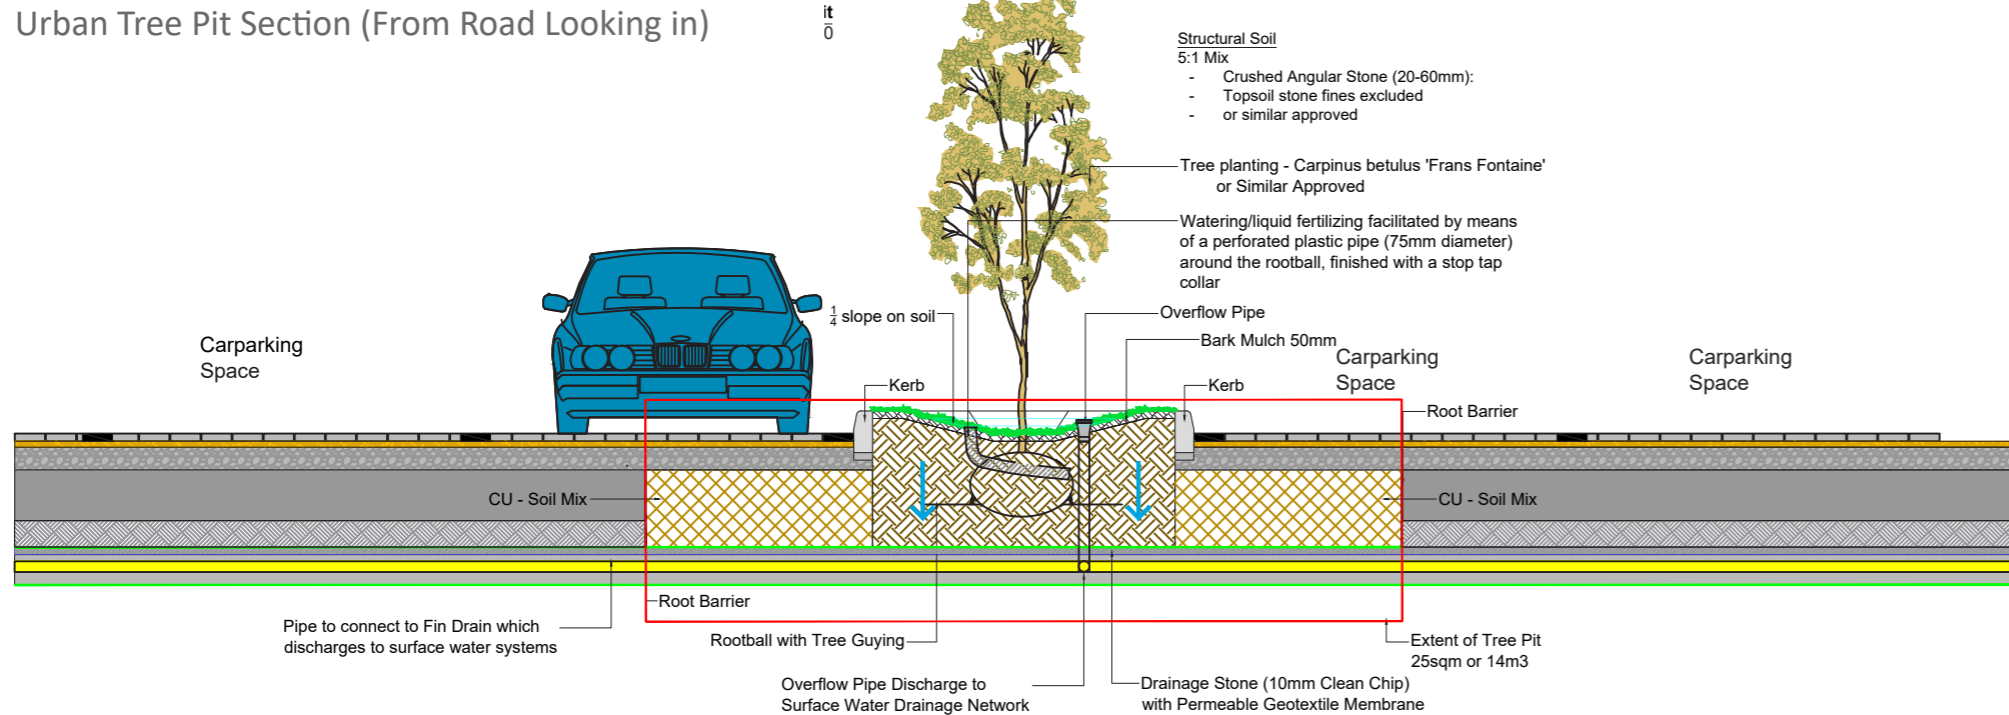 Urban Tree Pit Section (From Road Looking in)
it
0
Structural Soil
5:1 Mix
- Crushed Angular Stone (20-60mm):
- Topsoil stone fines excluded
- or similar approved
Tree planting - Carpinus betulus 'Frans Fontaine'
or Similar Approved
Watering/liquid fertilizing facilitated by means
of a perforated plastic pipe (75mm diameter)
around the rootball, finished with a stop tap
collar
1/4 slope on soil
Overflow Pipe
Bark Mulch 50mm
Carparking
Space
Carparking
Space
Carparking
Space
Kerb
Kerb
Root Barrier
CU - Soil Mix
CU - Soil Mix
Root Barrier
Pipe to connect to Fin Drain which
discharges to surface water systems
Rootball with Tree Guying
Extent of Tree Pit
25sqm or 14m3
Overflow Pipe Discharge to
Surface Water Drainage Network
Drainage Stone (10mm Clean Chip)
with Permeable Geotextile Membrane